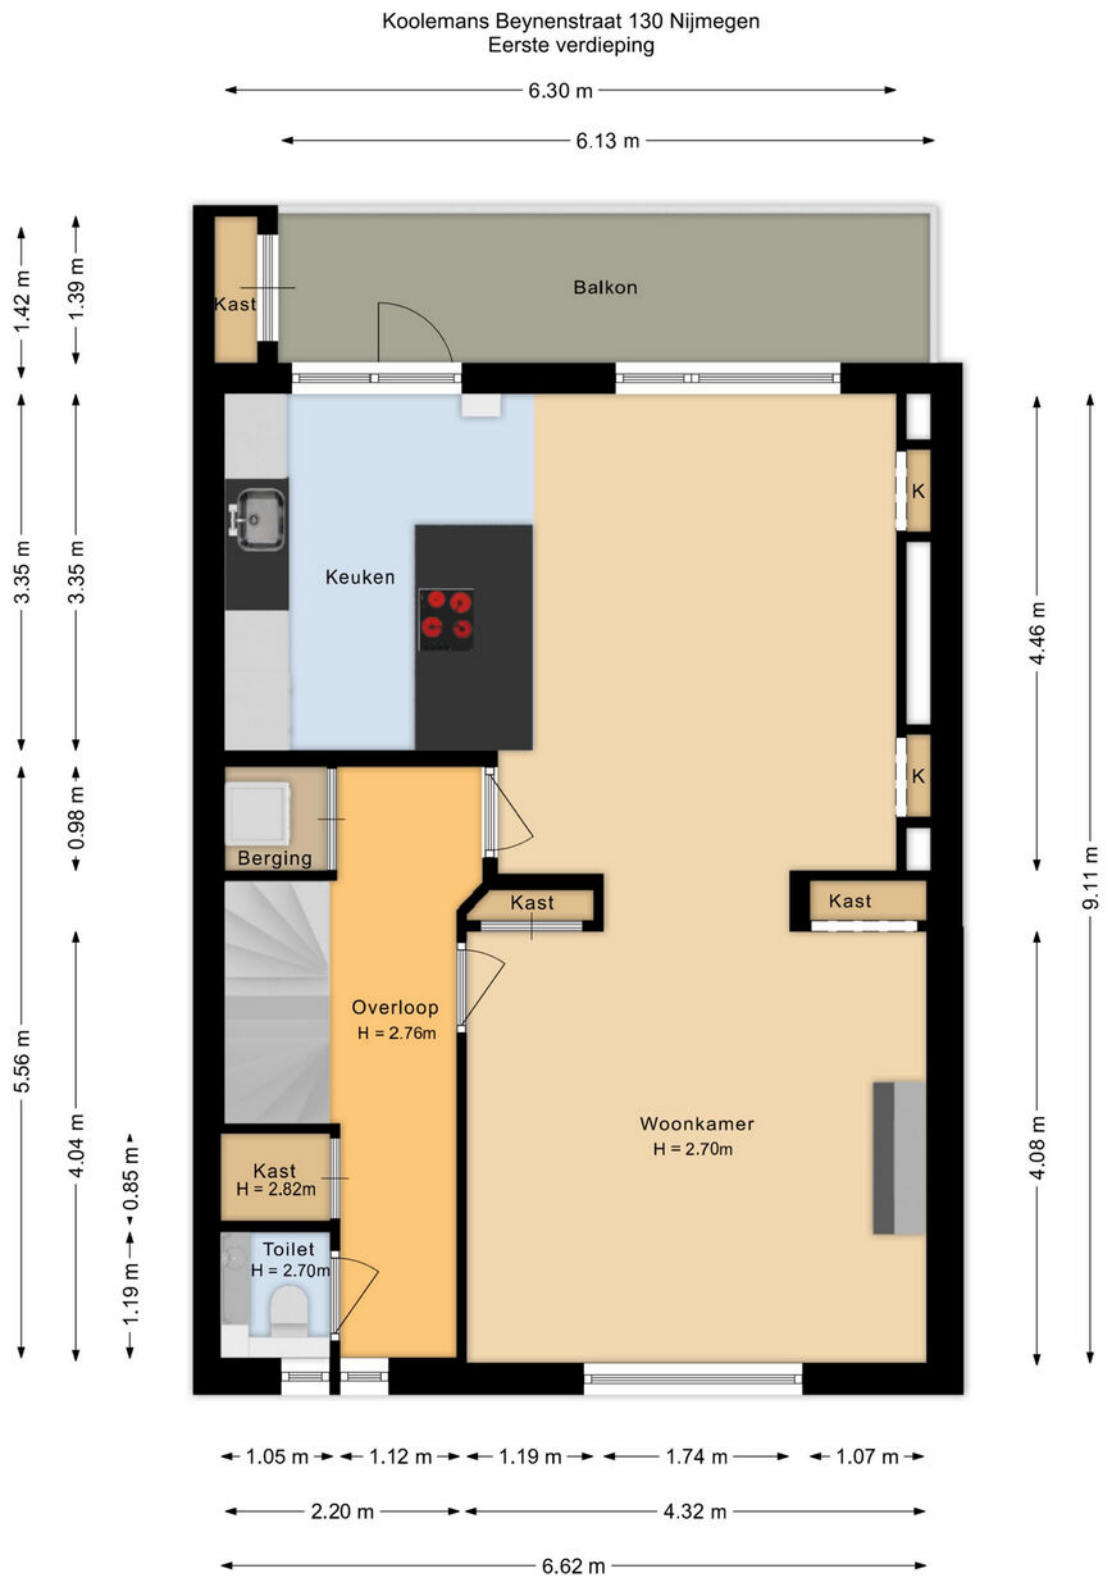 Koolemans Beynenstraat 130 Nijmegen
Eerste verdieping
6.30 m
6.13 m
1.42 m
1.39 m
Kast
Balkon
3.35 m
3.35 m
Keuken
K
4.46 m
K
0.98 m
Berging
9.11 m
Kast
Kast
5.56 m
4.04 m
Overloop
H = 2.76m
Woonkamer
H = 2.70m
4.08 m
0.85 m
Kast
H = 2.82m
1.19 m
Toilet
H = 2.70m
1.05 m
1.12 m
1.19 m
1.74 m
1.07 m
2.20 m
4.32 m
6.62 m